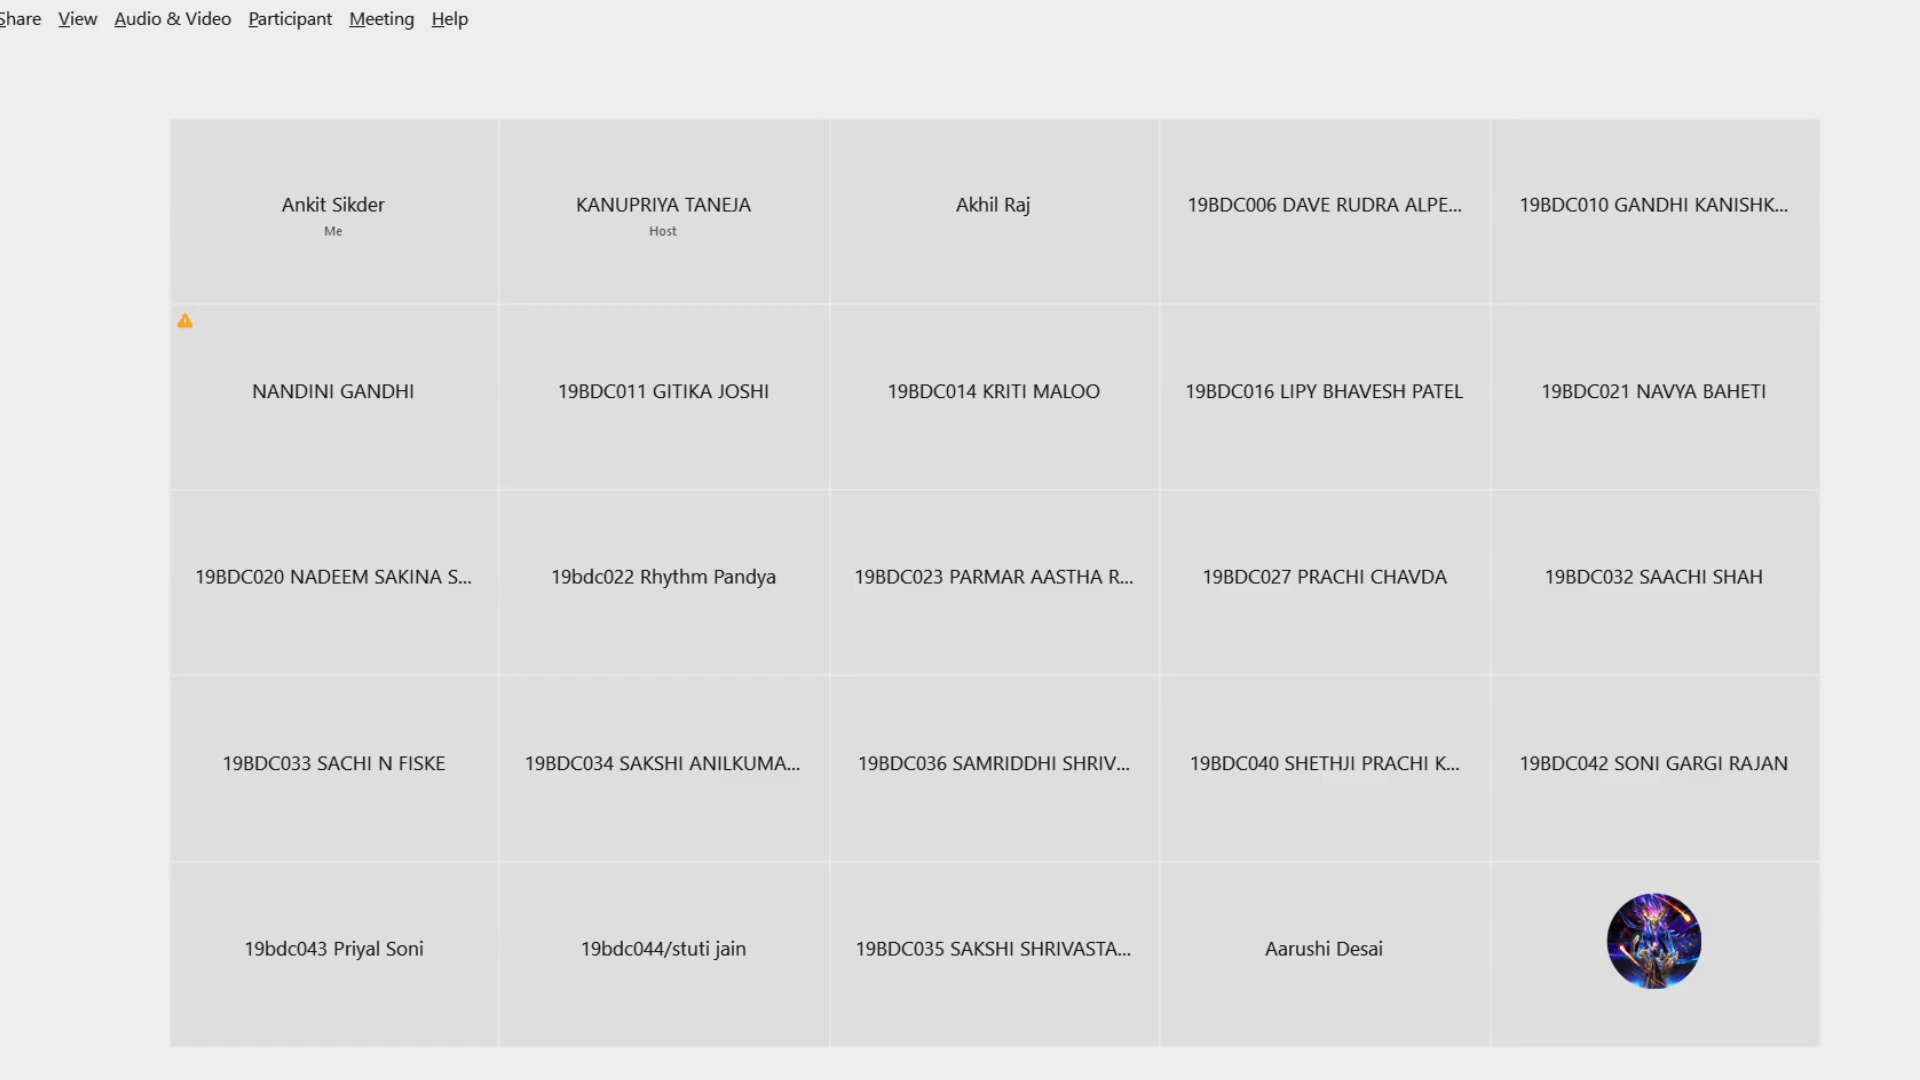 Share View Audio & Video Participant Meeting Help
Ankit Sikder
Me
KANUPRIYA TANEJA
Host
Akhil Raj
19BDC006 DAVE RUDRA ALPE...
19BDC010 GANDHI KANISHK...
NANDINI GANDHI
19BDC011 GITIKA JOSHI
19BDC014 KRITI MALOO
19BDC016 LIPY BHAVESH PATEL
19BDC021 NAVYA BAHETI
19BDC020 NADEEM SAKINA S...
19bdc022 Rhythm Pandya
19BDC023 PARMAR AASTHA R...
19BDC027 PRACHI CHAVDA
19BDC032 SAACHI SHAH
19BDC033 SACHI N FISKE
19BDC034 SAKSHI ANILKUMA...
19BDC036 SAMRIDDHI SHRIV...
19BDC040 SHETHJI PRACHI K...
19BDC042 SONI GARGI RAJAN
19bdc043 Priyal Soni
19bdc044/stuti jain
19BDC035 SAKSHI SHRIVASTA...
Aarushi Desai